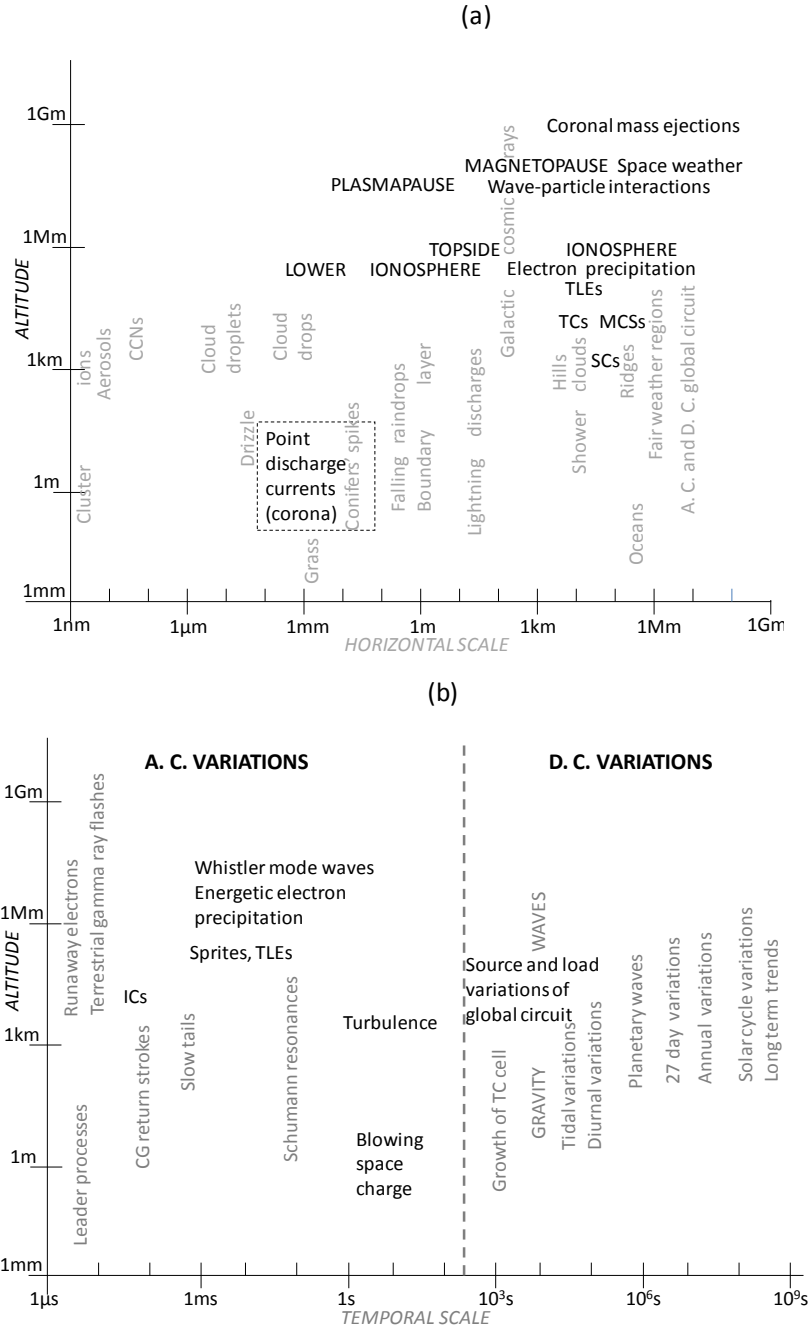 (a)
1Gm
1Mm
1km
1m
1mm
ALTITUDE
Coronal mass ejections
MAGNETOPAUSE Space weather
PLASMAPAUSE
Wave-particle interactions
Galactic cosmic rays
TOPSIDE IONOSPHERE
LOWER IONOSPHERE
Electron precipitation
TLEs
TCs MCSs
SCs
Cluster ions
Aerosols
CCNs
Cloud
droplets
Cloud
drops
Drizzle
Point
discharge
currents
(corona)
Conifers' spikes
Grass
Falling raindrops
Boundary layer
Lightning discharges
Hills
Shower clouds
Ridges
Oceans
Fair weather regions
A. C. and D. C. global circuit
1nm 1μm 1mm 1m 1km 1Mm 1Gm
HORIZONTAL SCALE
(b)
A. C. VARIATIONS D. C. VARIATIONS
1Gm
1Mm
1km
1m
1mm
ALTITUDE
Runaway electrons
Terrestrial gamma ray flashes
Leader processes
ICs
CG return strokes
Slow tails
Whistler mode waves
Energetic electron
precipitation
Sprites, TLEs
Schumann resonances
Turbulence
Blowing
space
charge
Source and load
variations of
global circuit
Growth of TC cell
GRAVITY WAVES
Tidal variations
Diurnal variations
Planetary waves
27 day variations
Annual variations
Solar cycle variations
Long term trends
1μs 1ms 1s 10³s 10⁶s 10⁹s
TEMPORAL SCALE